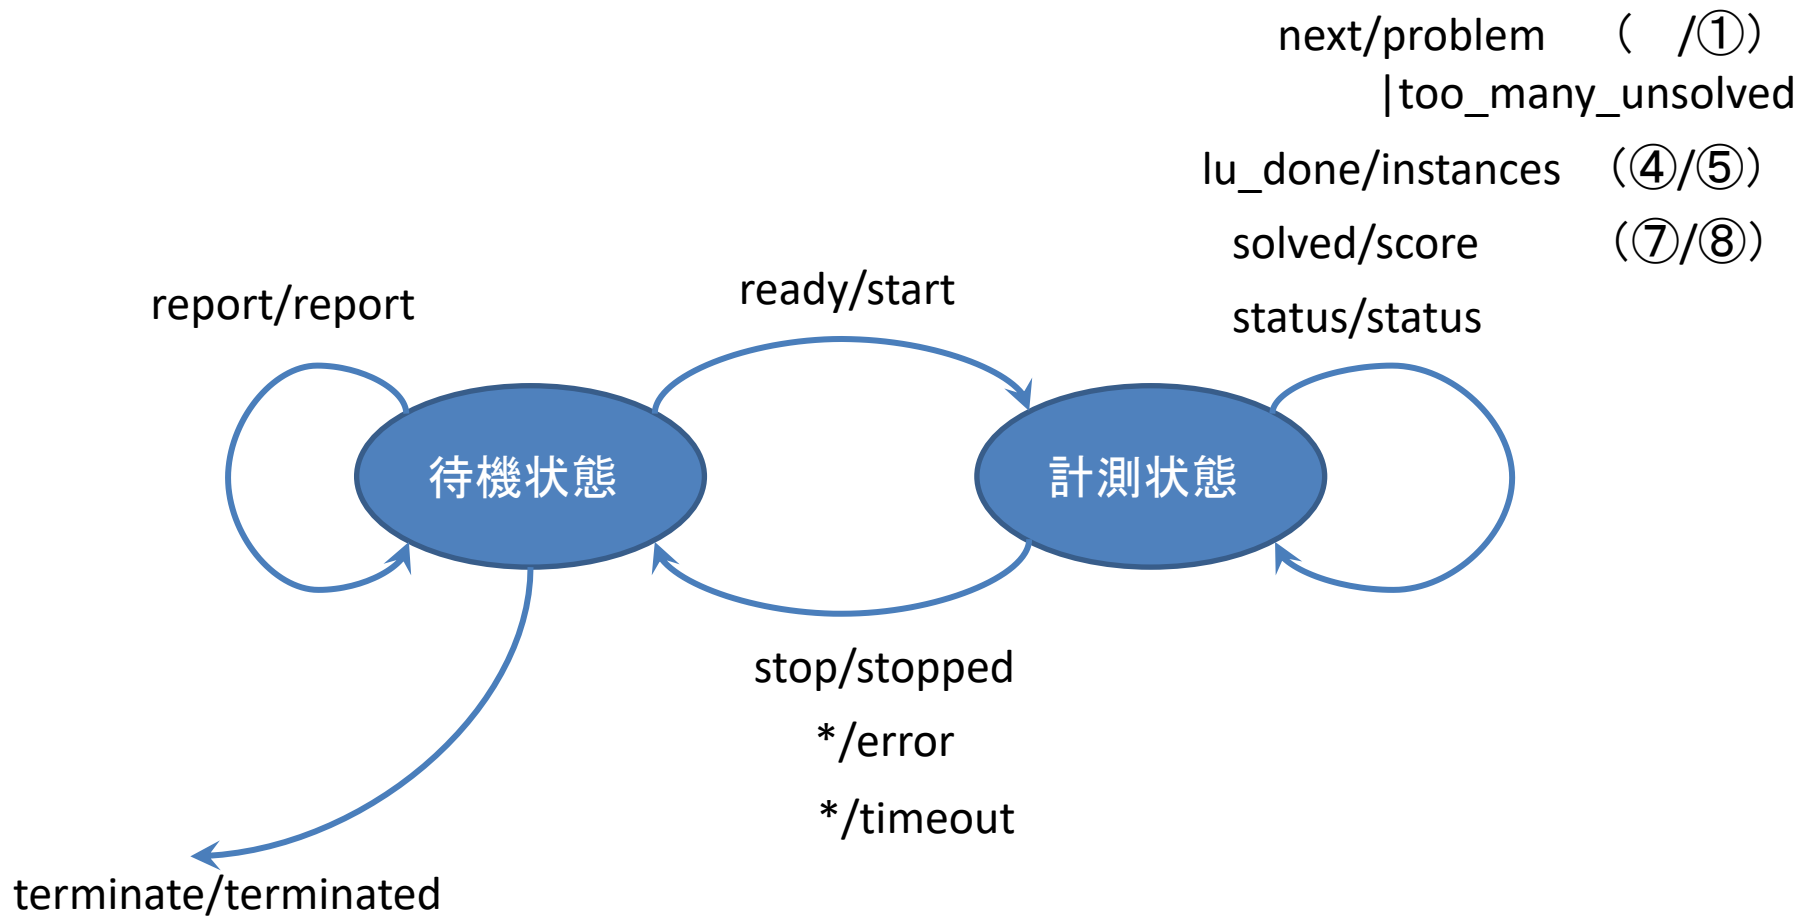 next/problem （ /①）
|too_many_unsolved
lu_done/instances （④/⑤）
solved/score （⑦/⑧）
status/status
ready/start
report/report
待機状態
計測状態
stop/stopped
*/error
*/timeout
terminate/terminated